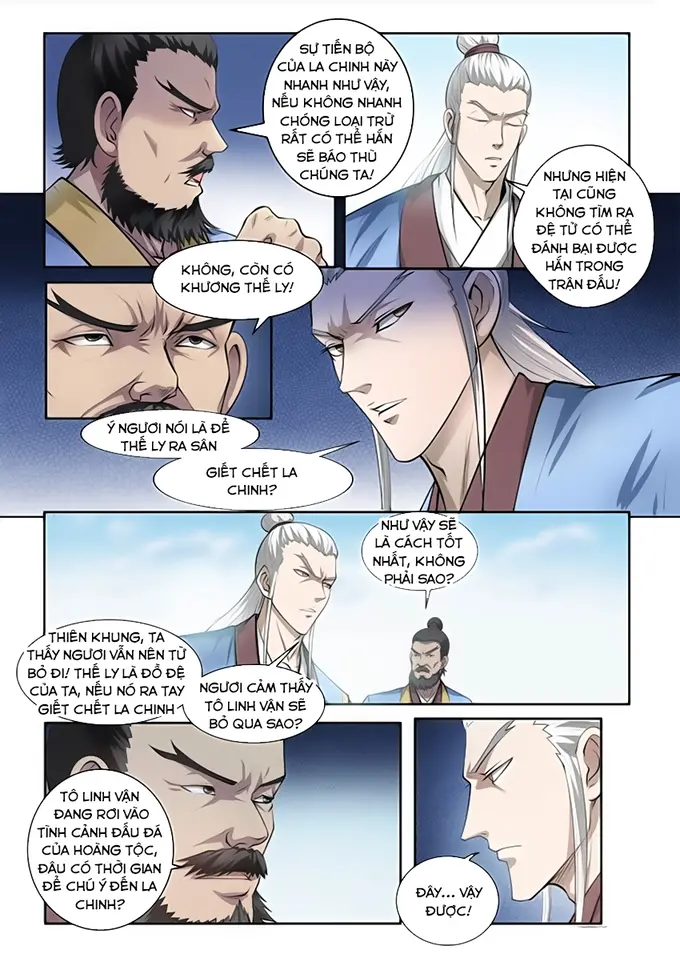 SỰ TIẾN BỘ
CỦA LA CHINH NÀY
NHANH NHƯ VẬY,
NẾU KHÔNG NHANH
CHÓNG LOẠI TRỪ
RẤT CÓ THỂ HẮN
SẼ BÁO THÙ
CHÚNG TA!
NHƯNG HIỆN
TẠI CŨNG
KHÔNG TÌM RA
ĐỆ TỬ CÓ THỂ
ĐÁNH BẠI ĐƯỢC
HẮN TRONG
TRẬN ĐẤU!
KHÔNG, CÒN CÓ
KHƯƠNG THẾ LY!
Ý NGƯƠI NÓI LÀ ĐỂ
THẾ LY RA SÂN
GIẾT CHẾT LA
CHINH?
NHƯ VẬY SẼ
LÀ CÁCH TỐT
NHẤT, KHÔNG
PHẢI SAO?
THIÊN KHUNG, TA
THẤY NGƯƠI VẪN NÊN TỪ
BỎ ĐI! THẾ LY LÀ ĐỒ ĐỆ
CỦA TA, NẾU NÓ RA TAY
GIẾT CHẾT LA CHINH
NGƯƠI CẢM THẤY
TÔ LINH VẬN SẼ
BỎ QUA SAO?
TÔ LINH VẬN
ĐANG RƠI VÀO
TÌNH CẢNH ĐẤU ĐÁ
CỦA HOÀNG TỘC,
ĐÂU CÓ THỜI GIAN
ĐỂ CHÚ Ý ĐẾN LA
CHINH?
ĐÂY... VẬY
ĐƯỢC!